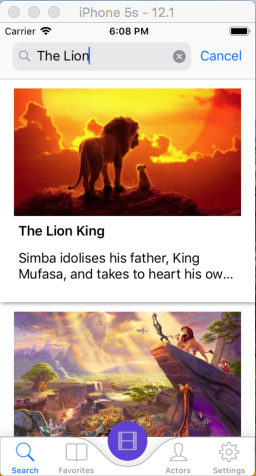 iPhone 5s - 12.1
Carrier 6:08 PM
The Lion Cancel
The Lion King
Simba idolises his father, King
Mufasa, and takes to heart his ow...
Search Favorites Actors Settings